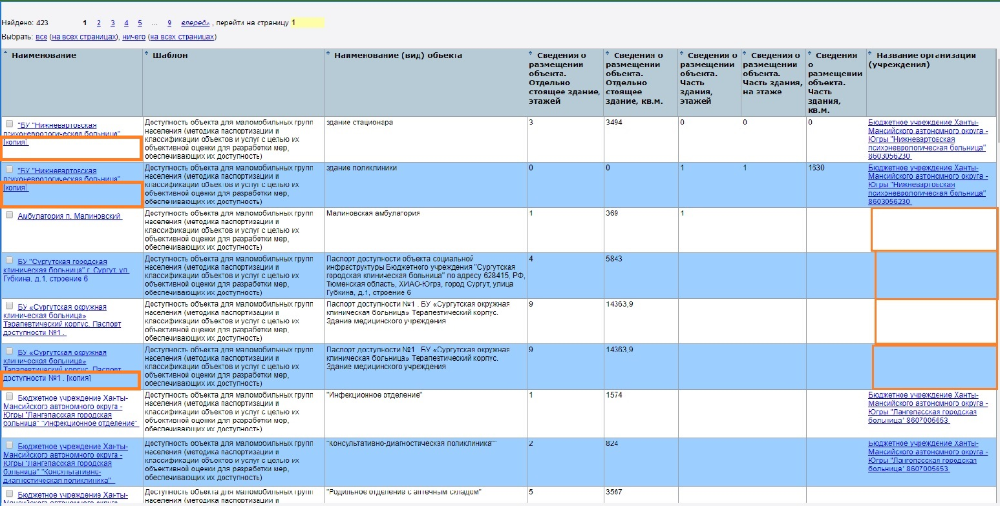 Найдено: 423 1 2 3 4 5 ... 9 вперед» , перейти на страницу 1
Выбрать: все (на всех страницах), ничего (на всех страницах)
Наименование
Шаблон
Наименование (вид) объекта
Сведения о
размещении
объекта.
Отдельно
стоящее здание,
этажей
Сведения о
размещении
объекта.
Отдельно
стоящее
здание, кв.м.
Сведения о
размещении
объекта.
Часть
здания,
этажей
Сведения о
размещении
объекта.
Часть здания,
на этаже
Сведения
о
размещении
объекта.
Часть
здания,
кв.м.
Название организации
(учреждения)
"БУ "Нижневартовская
психоневрологическая больница"
[копия]
Доступность объекта для маломобильных групп
населения (методика паспортизации и
классификации объектов и услуг с целью их
объективной оценки для разработки мер,
обеспечивающих их доступность)
здание стационара
3
3494
0
0
0
Бюджетное учреждение Ханты-
Мансийского автономного округа -
Югры "Нижневартовская
психоневрологическая больница"
8603056230
"БУ "Нижневартовская
психоневрологическая больница"
[копия]
Доступность объекта для маломобильных групп
населения (методика паспортизации и
классификации объектов и услуг с целью их
объективной оценки для разработки мер,
обеспечивающих их доступность)
здание поликлиники
0
0
1
1
1630
Бюджетное учреждение Ханты-
Мансийского автономного округа -
Югры "Нижневартовская
психоневрологическая больница"
8603056230
Амбулатория п. Малиновский
Доступность объекта для маломобильных групп
населения (методика паспортизации и
классификации объектов и услуг с целью их
объективной оценки для разработки мер,
обеспечивающих их доступность)
Малиновская амбулатория
1
369
1
БУ "Сургутская городская
клиническая больница" г. Сургут, ул.
Губкина, д.1, строение 6
Доступность объекта для маломобильных групп
населения (методика паспортизации и
классификации объектов и услуг с целью их
объективной оценки для разработки мер,
обеспечивающих их доступность)
Паспорт доступности объекта социальной
инфраструктуры Бюджетного учреждения "Сургутская
городская клиническая больница" по адресу 628415, РФ,
Тюменская область, ХМАО-Югра, город Сургут, улица
Губкина, д.1, строение 6
4
5843
БУ «Сургутская окружная
клиническая больница»
Терапевтический корпус. Паспорт
доступности №1 .
Доступность объекта для маломобильных групп
населения (методика паспортизации и
классификации объектов и услуг с целью их
объективной оценки для разработки мер,
обеспечивающих их доступность)
Паспорт доступности №1 . БУ «Сургутская окружная
клиническая больница» Терапевтический корпус.
Здание медицинского учреждения
9
14363,9
БУ «Сургутская окружная
клиническая больница»
Терапевтический корпус. Паспорт
доступности №1 . [копия]
Доступность объекта для маломобильных групп
населения (методика паспортизации и
классификации объектов и услуг с целью их
объективной оценки для разработки мер,
обеспечивающих их доступность)
Паспорт доступности №1 . БУ «Сургутская окружная
клиническая больница» Терапевтический корпус.
Здание медицинского учреждения
9
14363,9
Бюджетное учреждение Ханты-
Мансийского автономного округа -
Югры "Лангепасская городская
больница" "Инфекционное отделение"
Доступность объекта для маломобильных групп
населения (методика паспортизации и
классификации объектов и услуг с целью их
объективной оценки для разработки мер,
обеспечивающих их доступность)
"Инфекционное отделение"
1
1574
Бюджетное учреждение Ханты-
Мансийского автономного округа -
Югры "Лангепасская городская
больница" 8607005653
Бюджетное учреждение Ханты-
Мансийского автономного округа -
Югры "Лангепасская городская
больница" "Консультативно-
диагностическая поликлиника"
Доступность объекта для маломобильных групп
населения (методика паспортизации и
классификации объектов и услуг с целью их
объективной оценки для разработки мер,
обеспечивающих их доступность)
"Консультативно-диагностическая поликлиника""
2
824
Бюджетное учреждение Ханты-
Мансийского автономного округа -
Югры "Лангепасская городская
больница" 8607005653
Бюджетное учреждение Ханты-
Мансийского автономного округа -
Доступность объекта для маломобильных групп
населения (методика паспортизации и
"Родильное отделение с аптечным складом"
5
3567